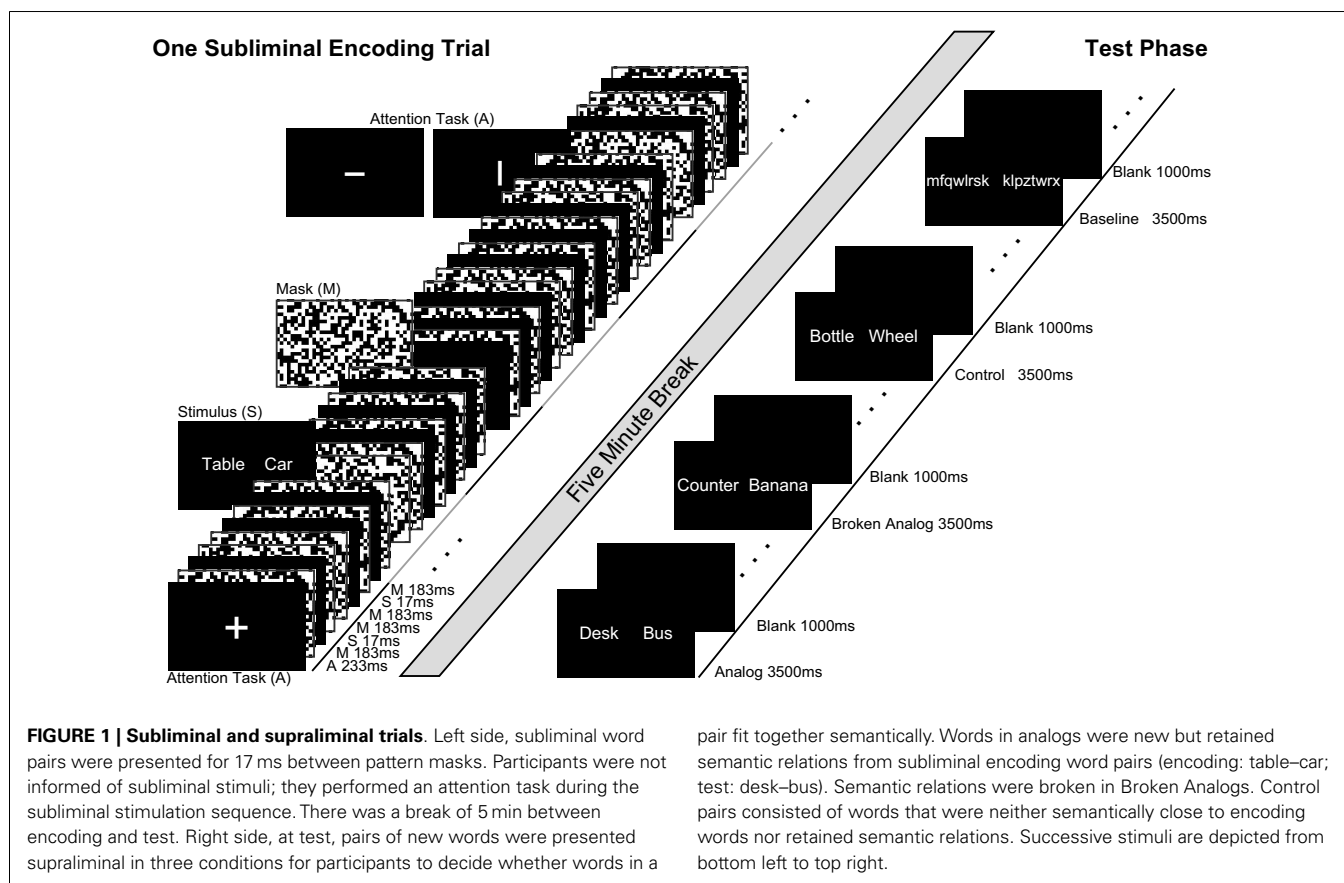 One Subliminal Encoding Trial
Test Phase
Attention Task (A)
Mask (M)
Stimulus (S)
Table Car
Attention Task (A)
M 183ms
S 17ms
M 183ms
M 183ms
S 17ms
M 183ms
A 233ms
Five Minute Break
mfqwlrsk klpztwrx
Blank 1000ms
Baseline 3500ms
Bottle Wheel
Blank 1000ms
Control 3500ms
Counter Banana
Blank 1000ms
Broken Analog 3500ms
Desk Bus
Blank 1000ms
Analog 3500ms
FIGURE 1 | Subliminal and supraliminal trials. Left side, subliminal word
pairs were presented for 17 ms between pattern masks. Participants were not
informed of subliminal stimuli; they performed an attention task during the
subliminal stimulation sequence. There was a break of 5 min between
encoding and test. Right side, at test, pairs of new words were presented
supraliminal in three conditions for participants to decide whether words in a
pair fit together semantically. Words in analogs were new but retained
semantic relations from subliminal encoding word pairs (encoding: table–car;
test: desk–bus). Semantic relations were broken in Broken Analogs. Control
pairs consisted of words that were neither semantically close to encoding
words nor retained semantic relations. Successive stimuli are depicted from
bottom left to top right.